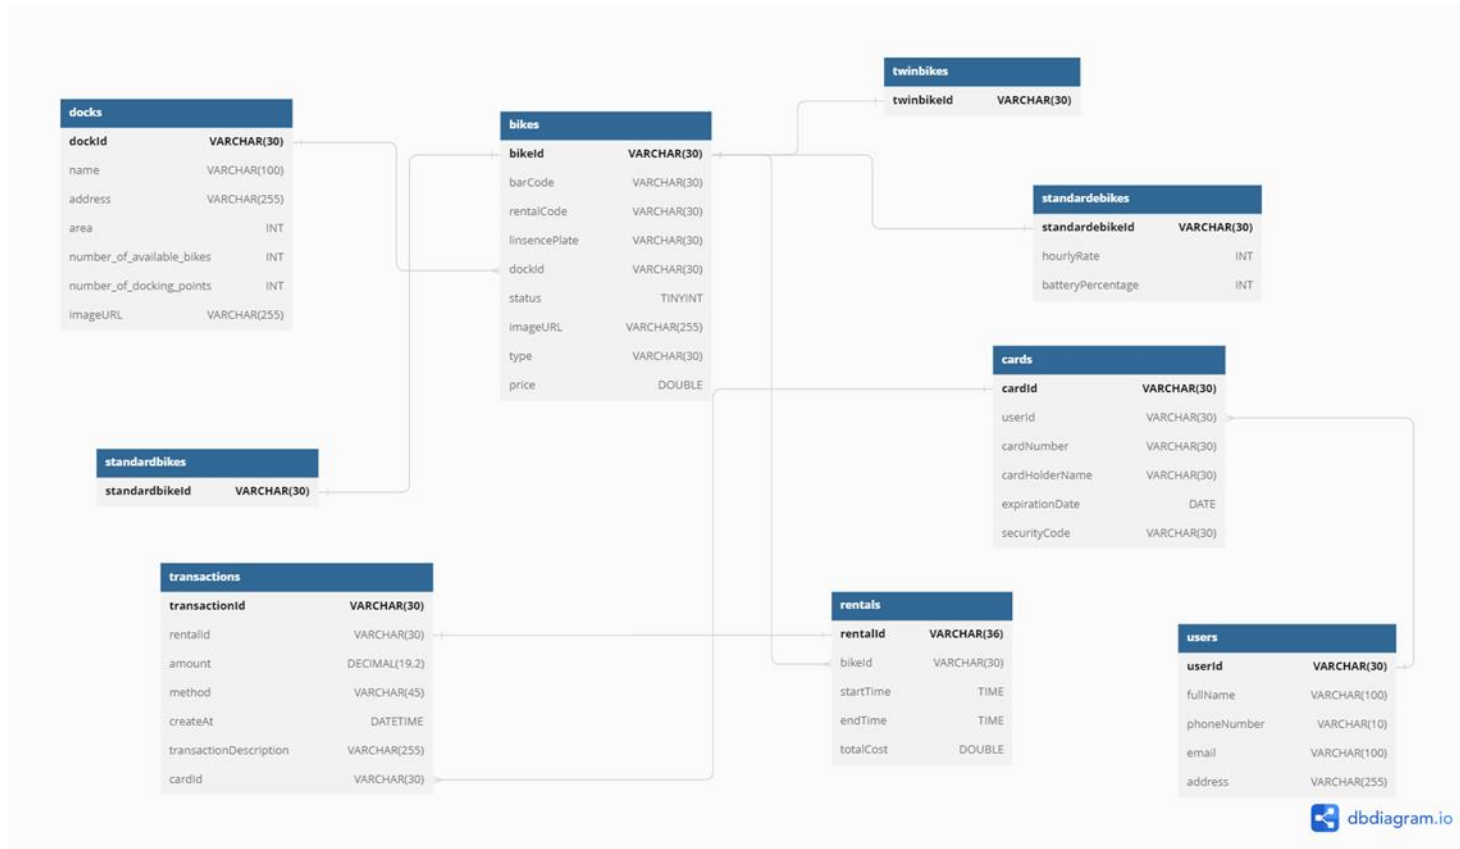 docks
dockId VARCHAR(30)
name VARCHAR(100)
address VARCHAR(255)
area INT
number_of_available_bikes INT
number_of_docking_points INT
imageURL VARCHAR(255)
bikes
bikeId VARCHAR(30)
barCode VARCHAR(30)
rentalCode VARCHAR(30)
linsencePlate VARCHAR(30)
dockId VARCHAR(30)
status TINYINT
imageURL VARCHAR(255)
type VARCHAR(30)
price DOUBLE
twinbikes
twinbikeId VARCHAR(30)
standardebikes
standardebikeId VARCHAR(30)
hourlyRate INT
batteryPercentage INT
cards
cardId VARCHAR(30)
userId VARCHAR(30)
cardNumber VARCHAR(30)
cardHolderName VARCHAR(30)
expirationDate DATE
securityCode VARCHAR(30)
standardbikes
standardbikeId VARCHAR(30)
transactions
transactionId VARCHAR(30)
rentalId VARCHAR(30)
amount DECIMAL(19,2)
method VARCHAR(45)
createAt DATETIME
transactionDescription VARCHAR(255)
cardId VARCHAR(30)
rentals
rentalId VARCHAR(36)
bikeId VARCHAR(30)
startTime TIME
endTime TIME
totalCost DOUBLE
users
userId VARCHAR(30)
fullName VARCHAR(100)
phoneNumber VARCHAR(10)
email VARCHAR(100)
address VARCHAR(255)
dbdiagram.io